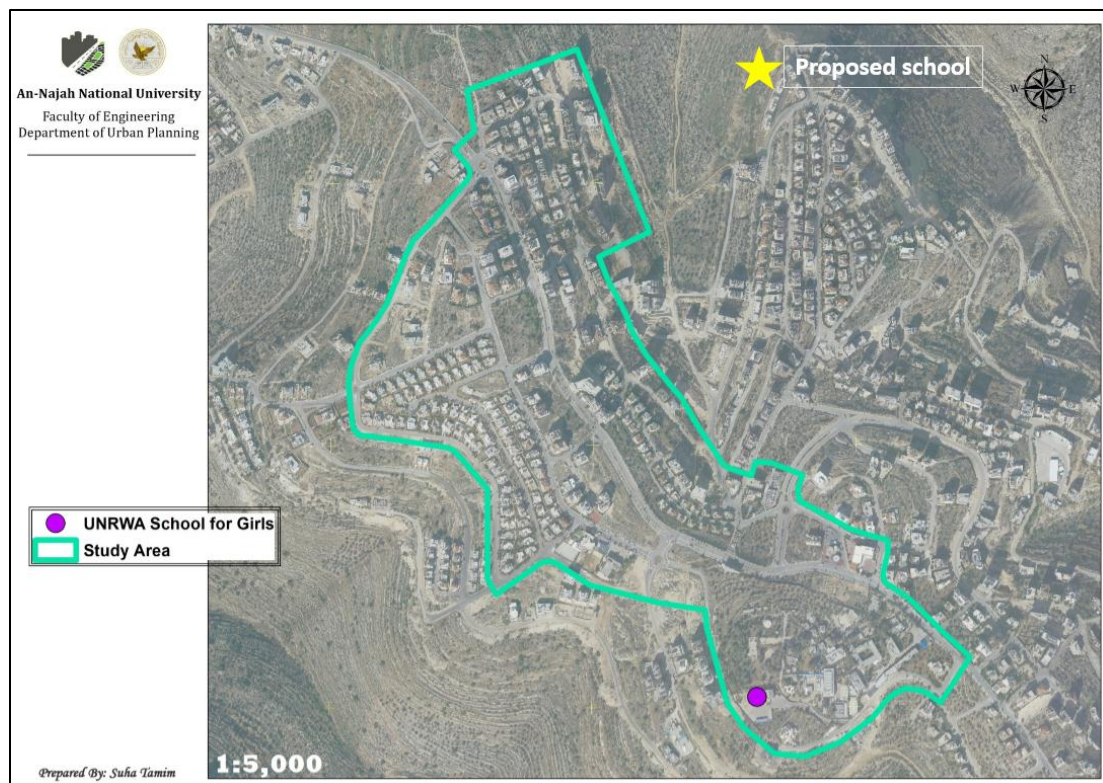 An-Najah National University
Faculty of Engineering
Department of Urban Planning
Proposed school
N
W E
S
UNRWA School for Girls
Study Area
1:5,000
Prepared By: Suha Tamim